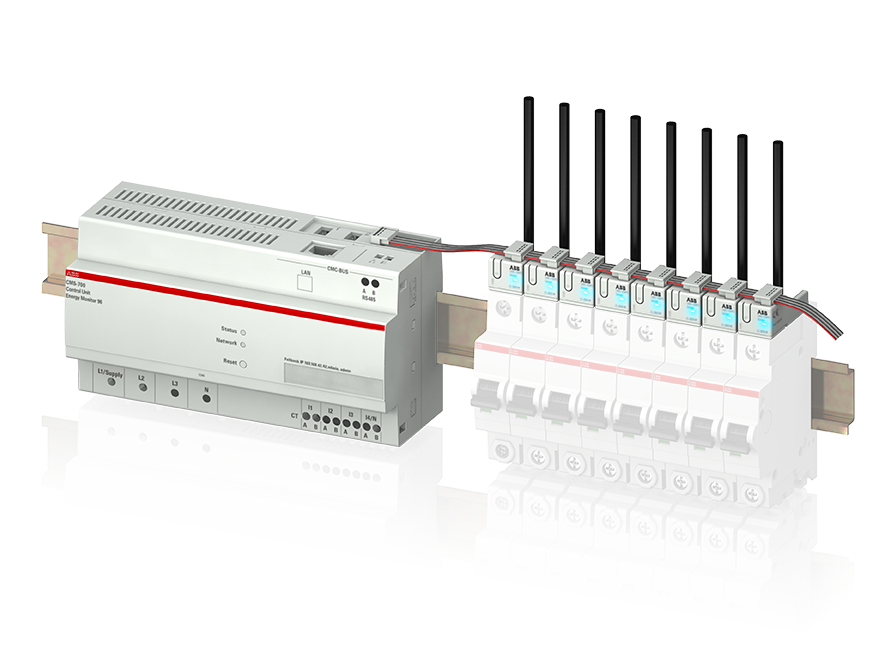 ABB
CMS-700
Control Unit
Energy Monitor 96
LAN
CMC-BUS
A B
RS485
Status
Network
Reset
L1/Supply
L2
L3
N
CT
I1
I2
I3
I4/N
A B A B A B A B
ABB
ABB
ABB
ABB
ABB
ABB
ABB
ABB